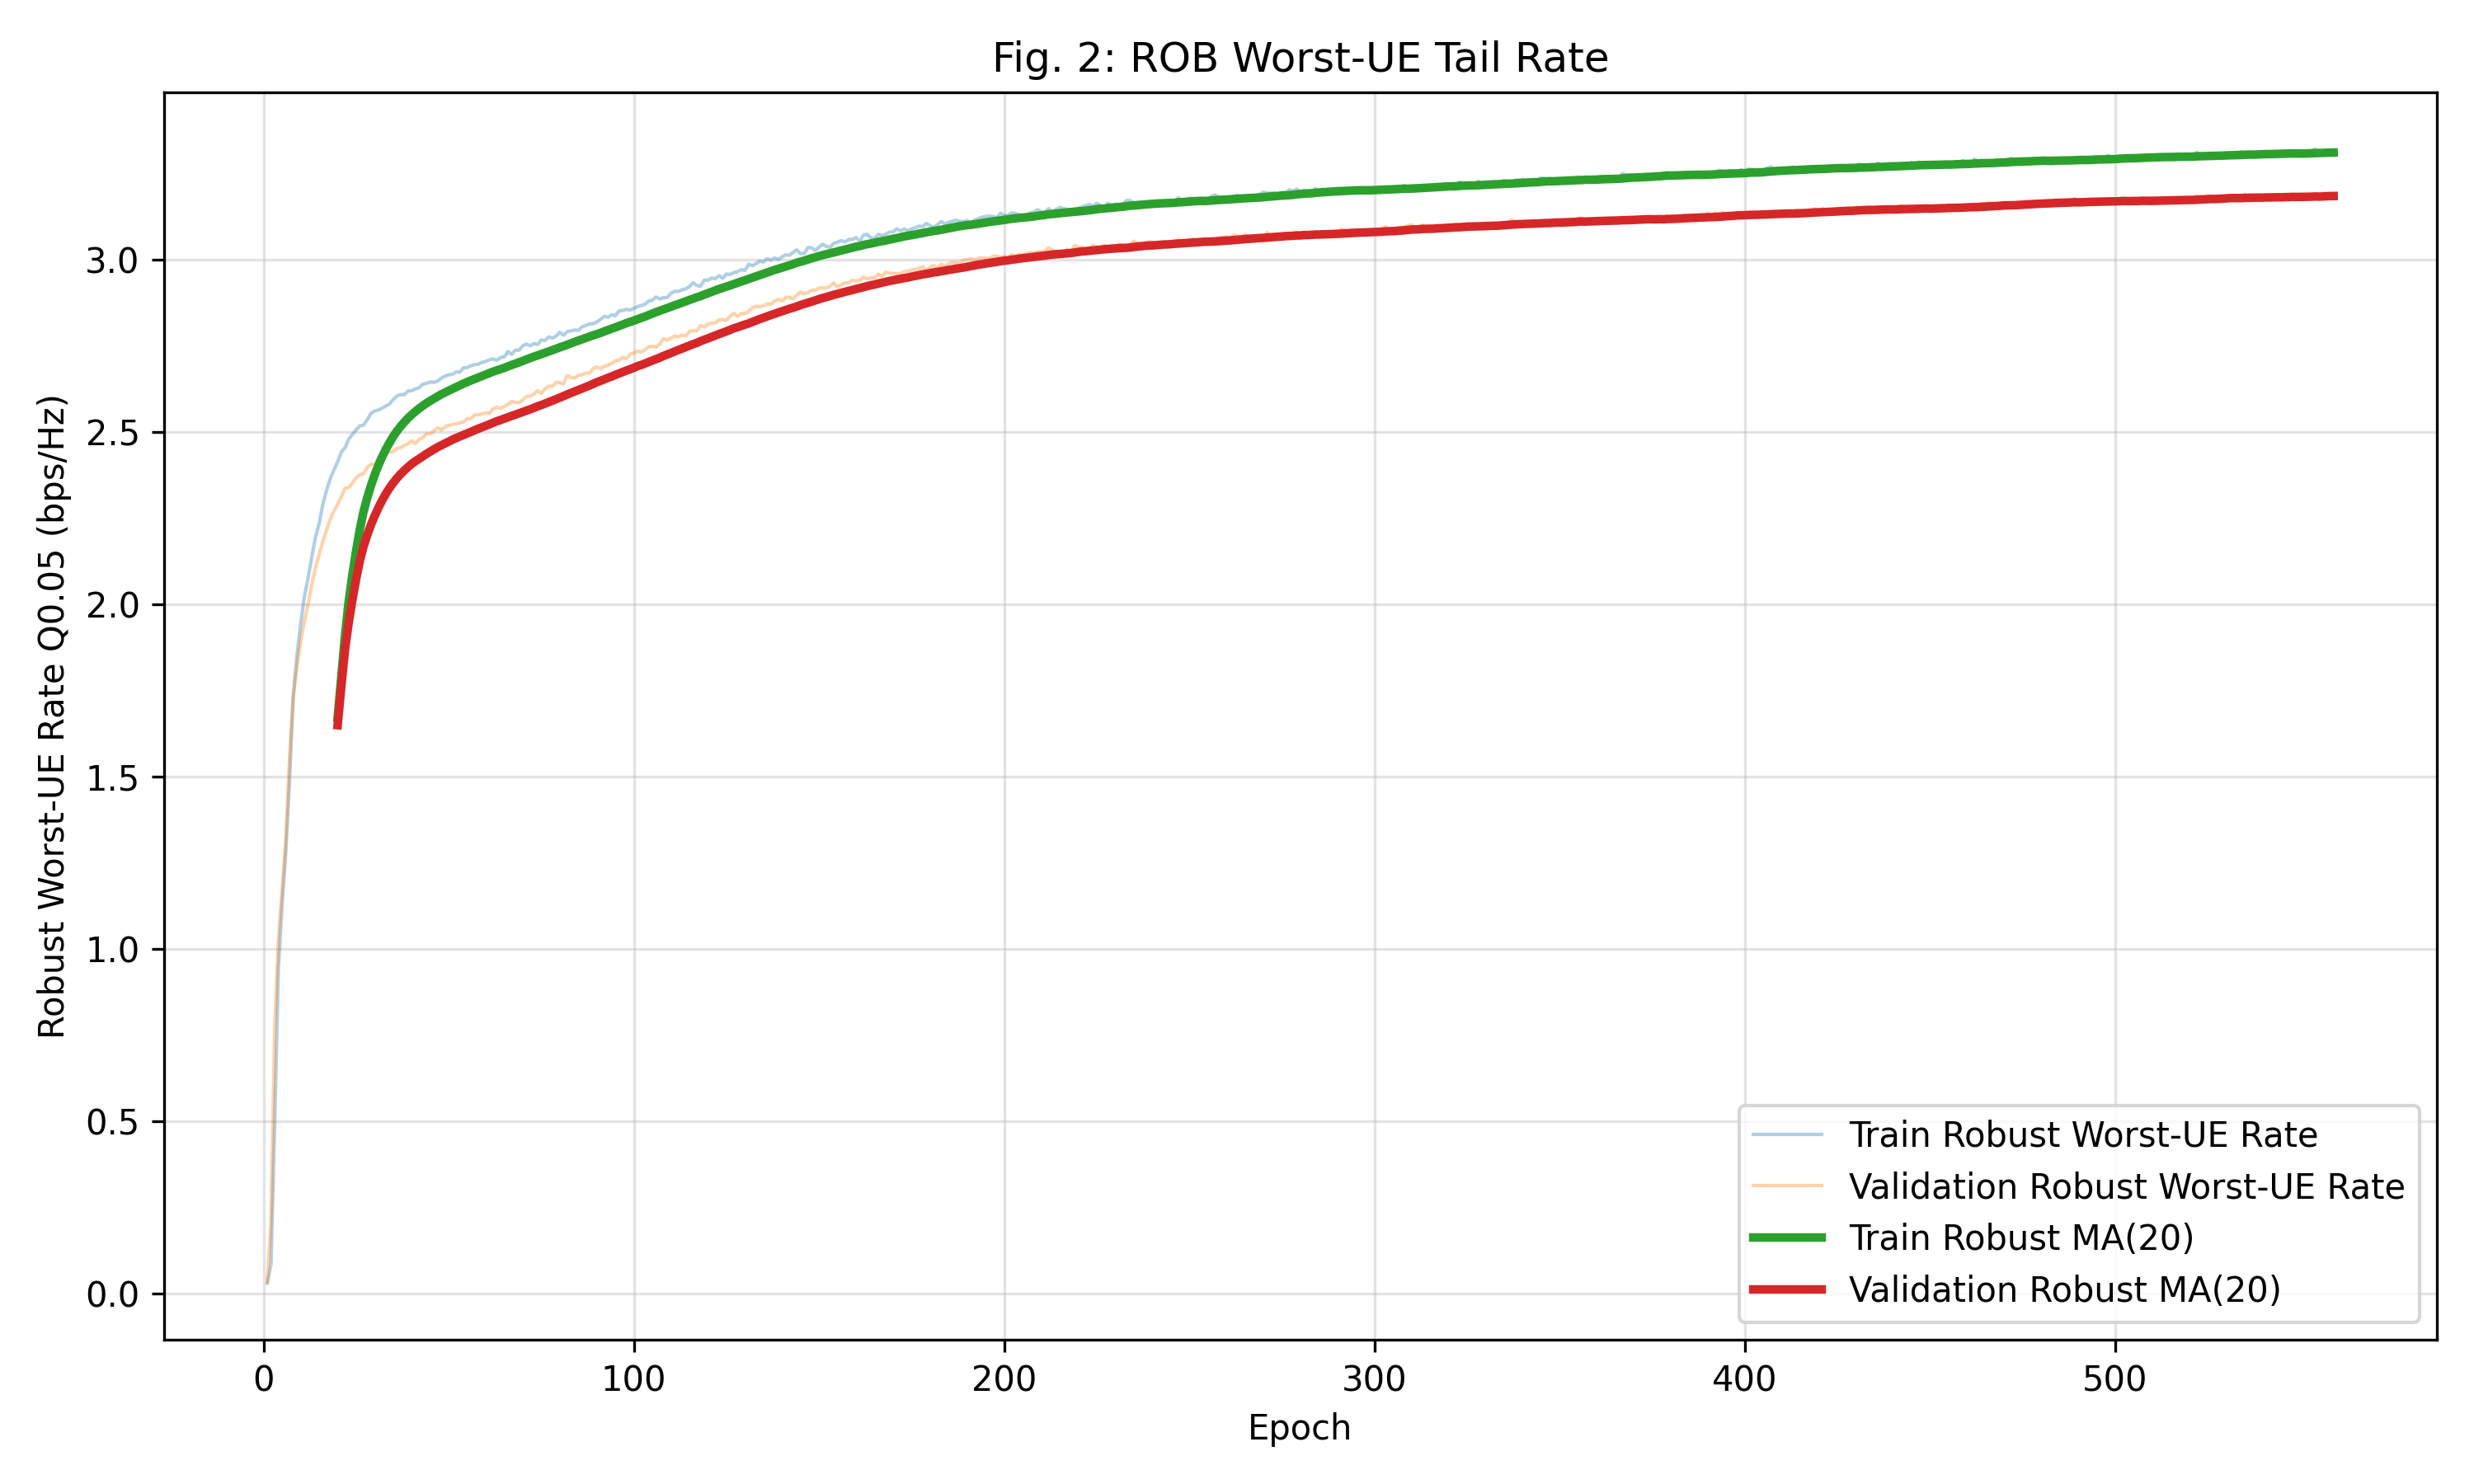 Fig. 2: ROB Worst-UE Tail Rate
Robust Worst-UE Rate Q0.05 (bps/Hz)
3.0
2.5
2.0
1.5
1.0
0.5
0.0
Train Robust Worst-UE Rate
Validation Robust Worst-UE Rate
Train Robust MA(20)
Validation Robust MA(20)
0 100 200 300 400 500
Epoch